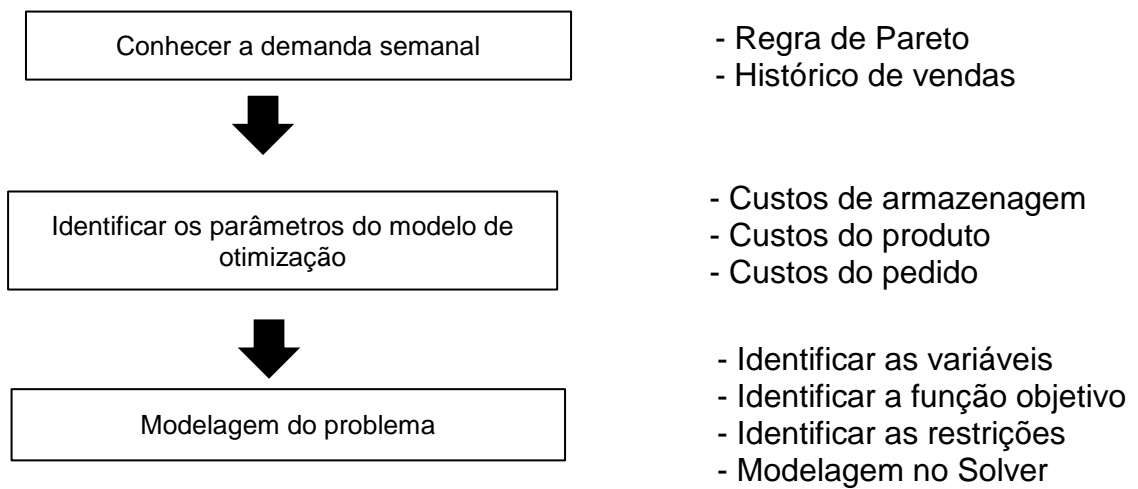 Conhecer a demanda semanal
- Regra de Pareto
- Histórico de vendas
Identificar os parâmetros do modelo de
otimização
- Custos de armazenagem
- Custos do produto
- Custos do pedido
Modelagem do problema
- Identificar as variáveis
- Identificar a função objetivo
- Identificar as restrições
- Modelagem no Solver